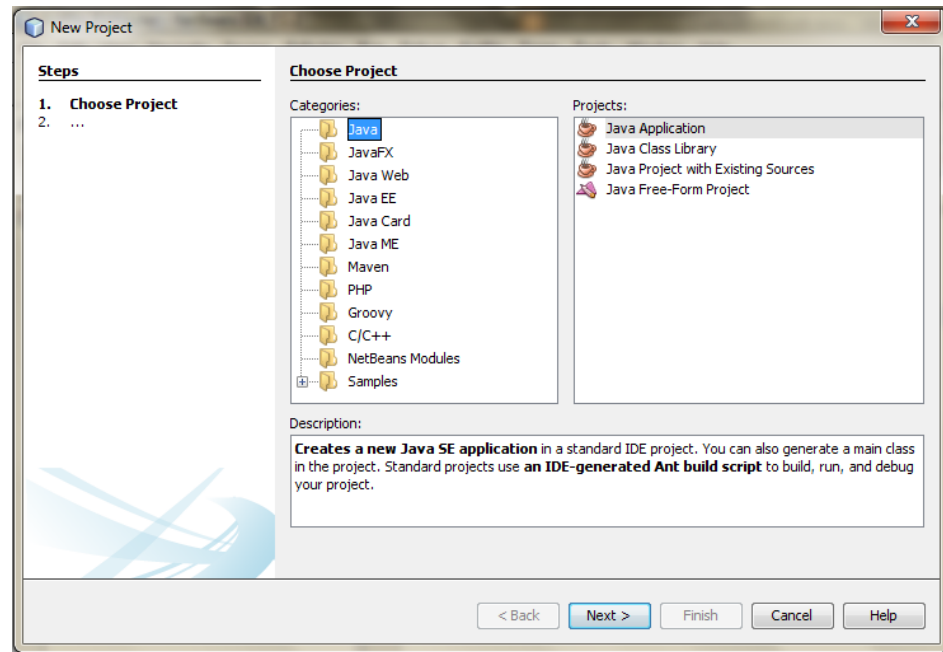 New Project
Steps
1. Choose Project
2. ...
Choose Project
Categories:
Java
JavaFX
Java Web
Java EE
Java Card
Java ME
Maven
PHP
Groovy
C/C++
NetBeans Modules
Samples
Projects:
Java Application
Java Class Library
Java Project with Existing Sources
Java Free-Form Project
Description:
Creates a new Java SE application in a standard IDE project. You can also generate a main class
in the project. Standard projects use an IDE-generated Ant build script to build, run, and debug
your project.
< Back
Next >
Finish
Cancel
Help